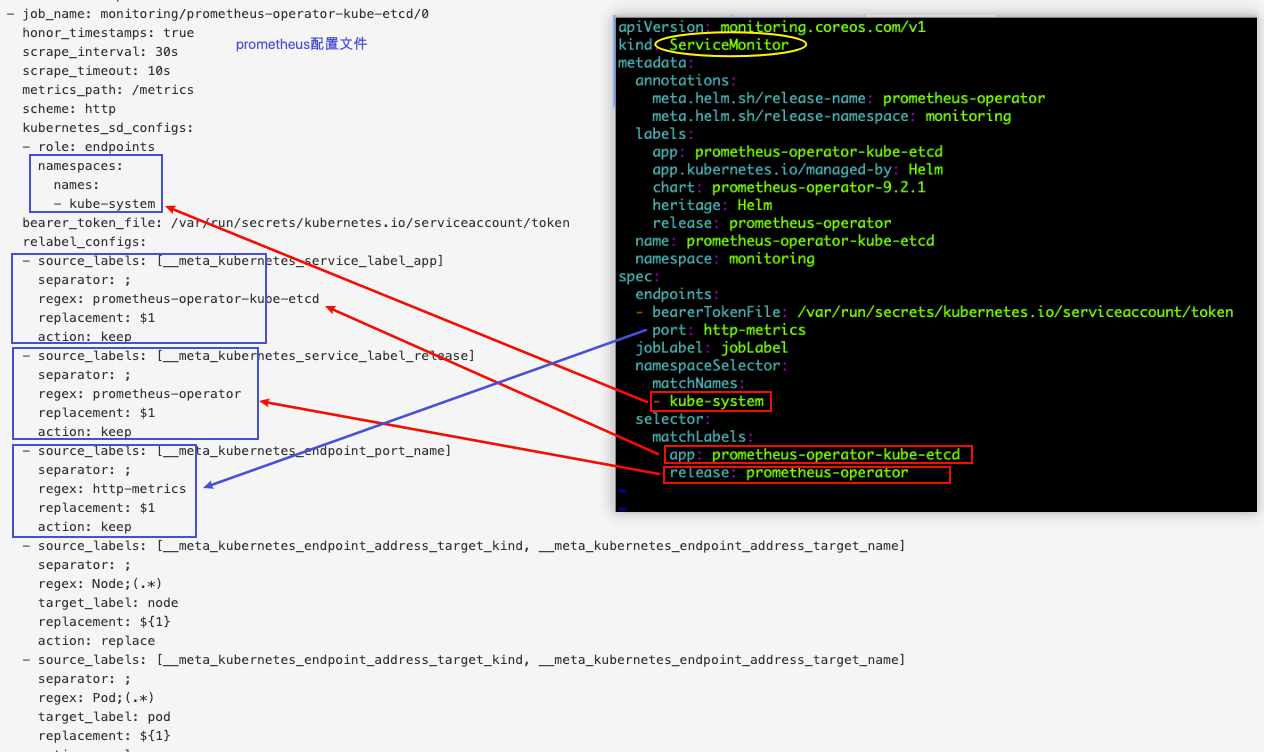 - job_name: monitoring/prometheus-operator-kube-etcd/0
  honor_timestamps: true
  prometheus配置文件
  scrape_interval: 30s
  scrape_timeout: 10s
  metrics_path: /metrics
  scheme: http
  kubernetes_sd_configs:
  - role: endpoints
    namespaces:
      names:
      - kube-system
  bearer_token_file: /var/run/secrets/kubernetes.io/serviceaccount/token
  relabel_configs:
  - source_labels: [__meta_kubernetes_service_label_app]
    separator: ;
    regex: prometheus-operator-kube-etcd
    replacement: $1
    action: keep
  - source_labels: [__meta_kubernetes_service_label_release]
    separator: ;
    regex: prometheus-operator
    replacement: $1
    action: keep
  - source_labels: [__meta_kubernetes_endpoint_port_name]
    separator: ;
    regex: http-metrics
    replacement: $1
    action: keep
  - source_labels: [__meta_kubernetes_endpoint_address_target_kind, __meta_kubernetes_endpoint_address_target_name]
    separator: ;
    regex: Node;(.*)
    target_label: node
    replacement: ${1}
    action: replace
  - source_labels: [__meta_kubernetes_endpoint_address_target_kind, __meta_kubernetes_endpoint_address_target_name]
    separator: ;
    regex: Pod;(.*)
    target_label: pod
    replacement: ${1}
apiVersion: monitoring.coreos.com/v1
kind: ServiceMonitor
metadata:
  annotations:
    meta.helm.sh/release-name: prometheus-operator
    meta.helm.sh/release-namespace: monitoring
  labels:
    app: prometheus-operator-kube-etcd
    app.kubernetes.io/managed-by: Helm
    chart: prometheus-operator-9.2.1
    heritage: Helm
    release: prometheus-operator
  name: prometheus-operator-kube-etcd
  namespace: monitoring
spec:
  endpoints:
  - bearerTokenFile: /var/run/secrets/kubernetes.io/serviceaccount/token
    port: http-metrics
  jobLabel: jobLabel
  namespaceSelector:
    matchNames:
    - kube-system
  selector:
    matchLabels:
      app: prometheus-operator-kube-etcd
      release: prometheus-operator
~
~